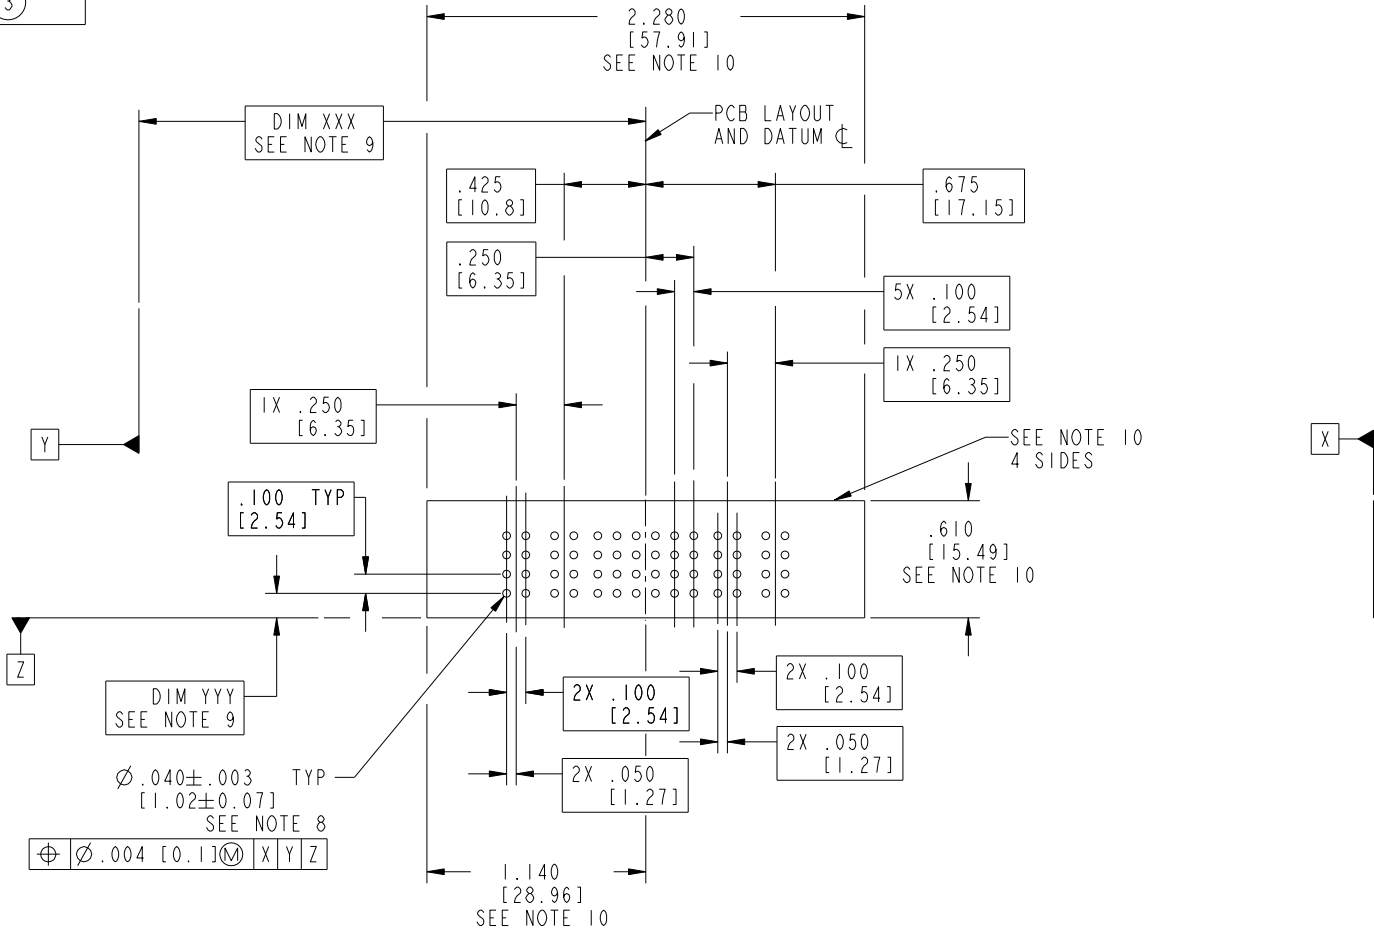 3
2.280
[57.91]
SEE NOTE 10
DIM XXX
SEE NOTE 9
PCB LAYOUT
AND DATUM ℄
.425
[10.8]
.675
[17.15]
.250
[6.35]
5X .100
[2.54]
1X .250
[6.35]
1X .250
[6.35]
Y
SEE NOTE 10
4 SIDES
X
.100 TYP
[2.54]
.610
[15.49]
SEE NOTE 10
Z
DIM YYY
SEE NOTE 9
2X .100
[2.54]
2X .100
[2.54]
2X .050
[1.27]
2X .050
[1.27]
Ø.040±.003 TYP
[1.02±0.07]
SEE NOTE 8
⌖ Ø.004 [0.1]Ⓜ X Y Z
1.140
[28.96]
SEE NOTE 10